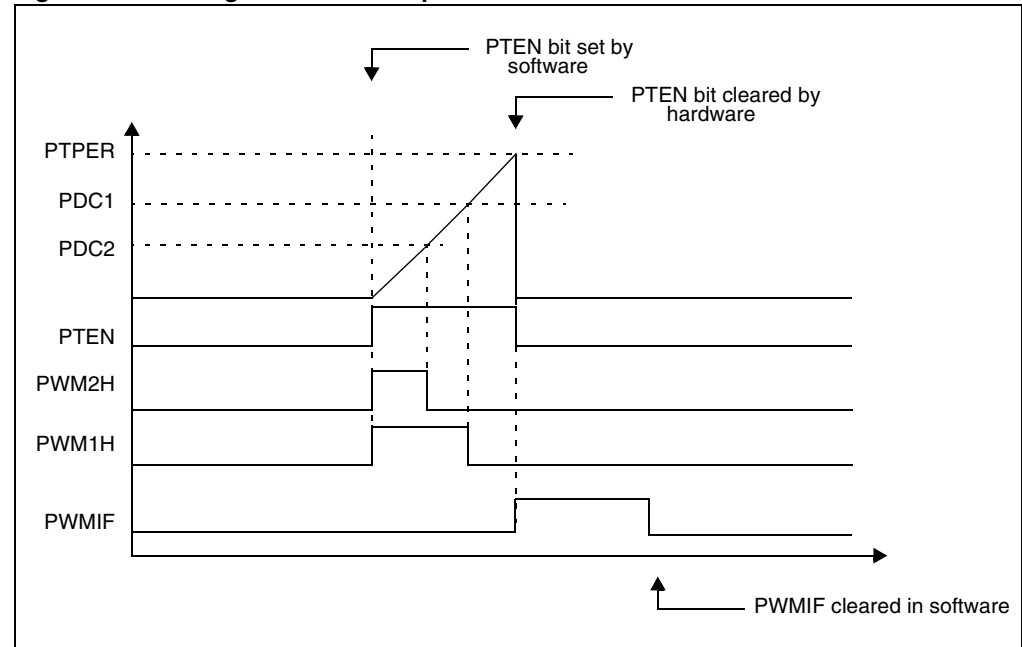 PTEN bit set by
software
PTEN bit cleared by
hardware
PTPER
PDC1
PDC2
PTEN
PWM2H
PWM1H
PWMIF
PWMIF cleared in software